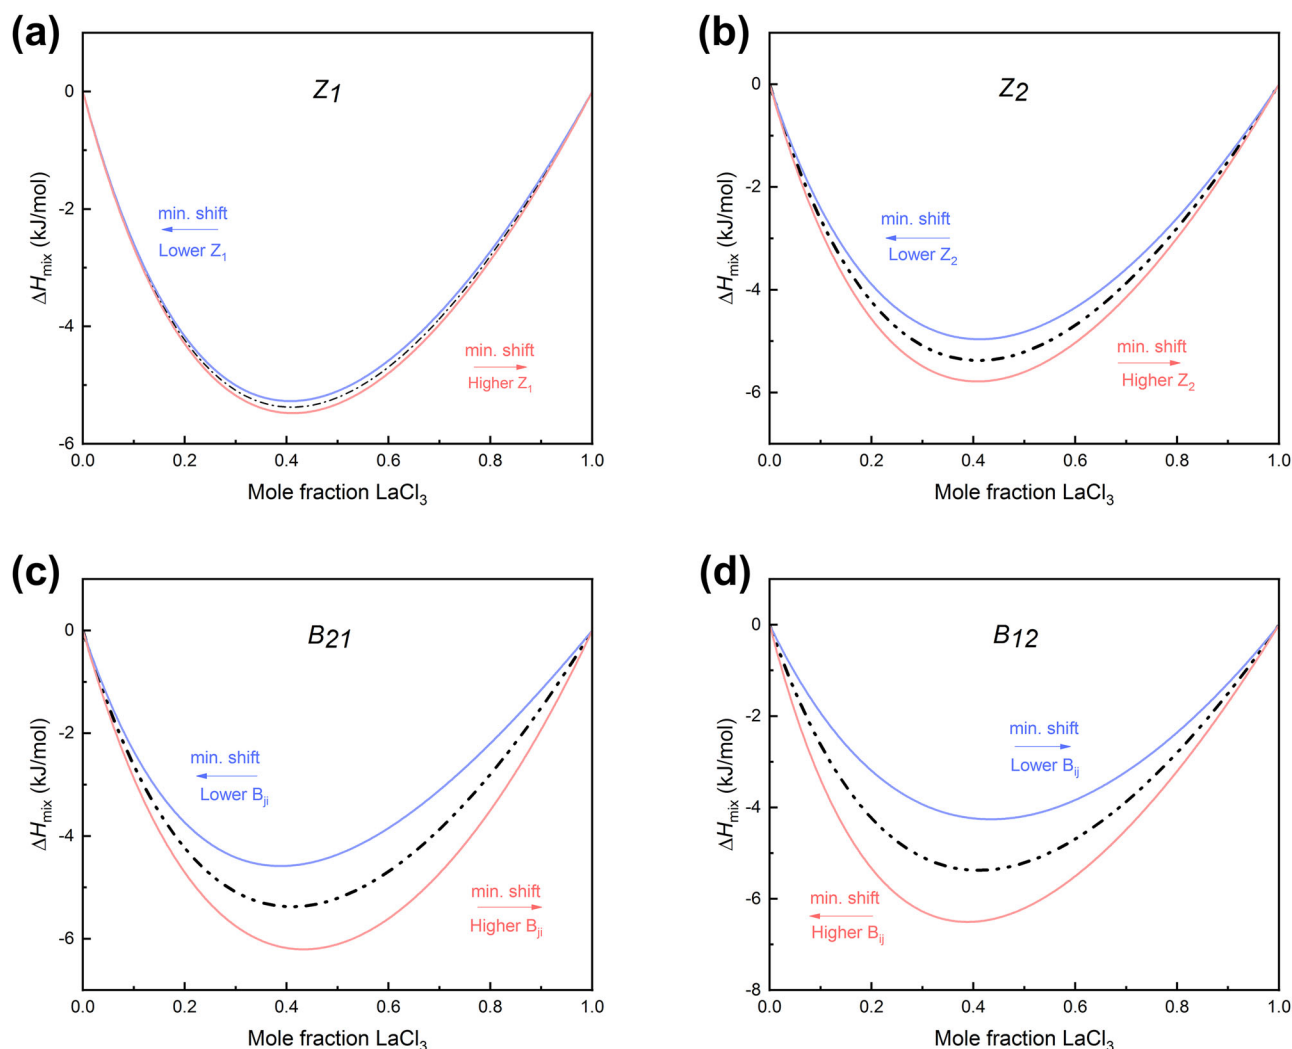 (a)
Z1
0
-2
-4
-6
ΔHmix (kJ/mol)
min. shift
Lower Z1
min. shift
Higher Z1
0.0 0.2 0.4 0.6 0.8 1.0
Mole fraction LaCl3
(b)
Z2
0
-2
-4
-6
ΔHmix (kJ/mol)
min. shift
Lower Z2
min. shift
Higher Z2
0.0 0.2 0.4 0.6 0.8 1.0
Mole fraction LaCl3
(c)
B21
0
-2
-4
-6
ΔHmix (kJ/mol)
min. shift
Lower Bji
min. shift
Higher Bji
0.0 0.2 0.4 0.6 0.8 1.0
Mole fraction LaCl3
(d)
B12
0
-2
-4
-6
-8
ΔHmix (kJ/mol)
min. shift
Lower Bij
min. shift
Higher Bij
0.0 0.2 0.4 0.6 0.8 1.0
Mole fraction LaCl3